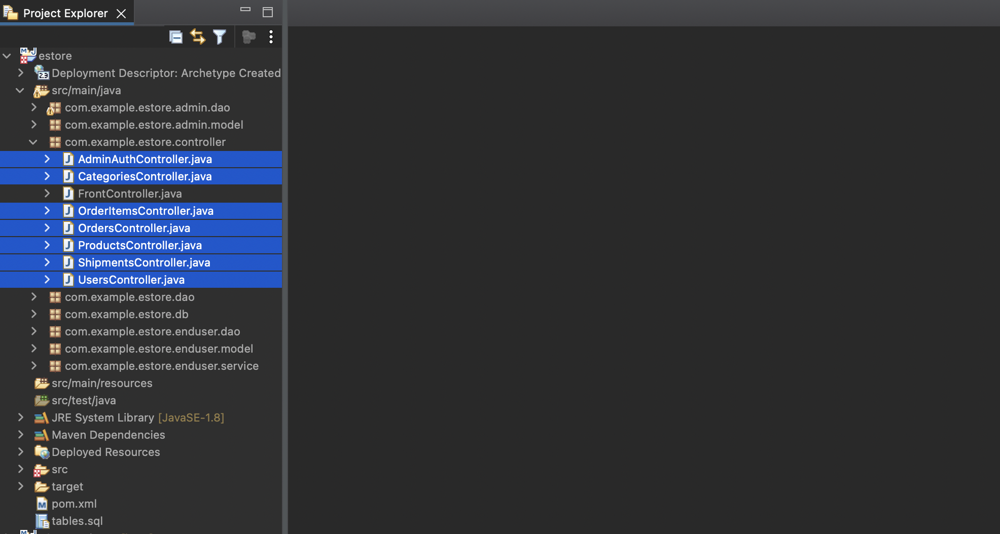 Project Explorer
estore
Deployment Descriptor: Archetype Created
src/main/java
com.example.estore.admin.dao
com.example.estore.admin.model
com.example.estore.controller
AdminAuthController.java
CategoriesController.java
FrontController.java
OrderItemsController.java
OrdersController.java
ProductsController.java
ShipmentsController.java
UsersController.java
com.example.estore.dao
com.example.estore.db
com.example.estore.enduser.dao
com.example.estore.enduser.model
com.example.estore.enduser.service
src/main/resources
src/test/java
JRE System Library [JavaSE-1.8]
Maven Dependencies
Deployed Resources
src
target
pom.xml
tables.sql